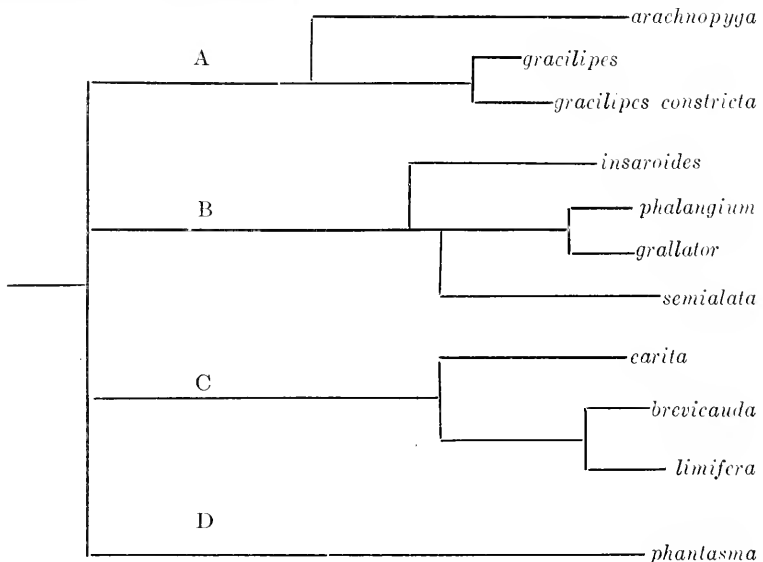 arachnopyga
A
gracilipes
gracilipes constricta
insaroides
B
phalangium
grallator
semialata
carita
C
brevicauda
limifera
D
phantasma